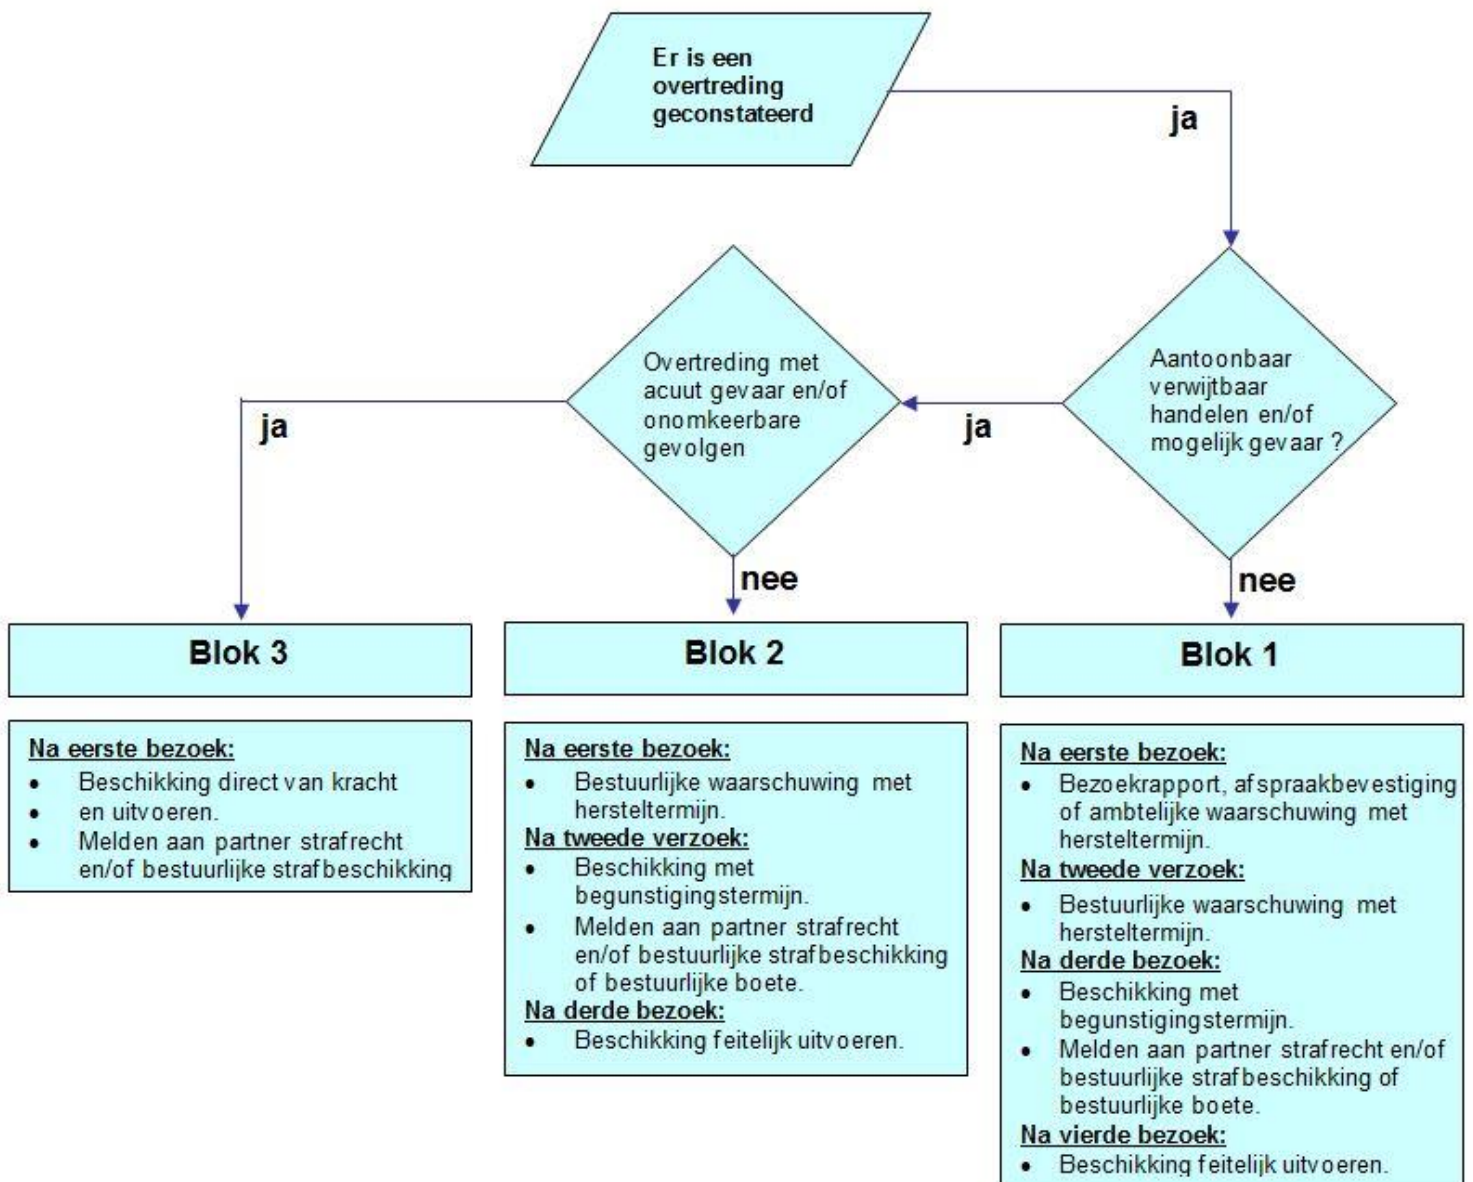 Er is een
overtreding
geconstateerd
ja
Overtreding met
acuut gevaar en/of
onomkeerbare
gevolgen
Aantoonbaar
verwijtbaar
handelen en/of
mogelijk gevaar ?
ja
ja
nee
nee
Blok 3
Na eerste bezoek:
• Beschikking direct van kracht
• en uitvoeren.
• Melden aan partner strafrecht
en/of bestuurlijke strafbeschikking
Blok 2
Na eerste bezoek:
• Bestuurlijke waarschuwing met
hersteltermijn.
Na tweede verzoek:
• Beschikking met
begunstigingstermijn.
• Melden aan partner strafrecht
en/of bestuurlijke strafbeschikking
of bestuurlijke boete.
Na derde bezoek:
• Beschikking feitelijk uitvoeren.
Blok 1
Na eerste bezoek:
• Bezoekrapport, afspraakbevestiging
of ambtelijke waarschuwing met
hersteltermijn.
Na tweede verzoek:
• Bestuurlijke waarschuwing met
hersteltermijn.
Na derde bezoek:
• Beschikking met
begunstigingstermijn.
• Melden aan partner strafrecht en/of
bestuurlijke strafbeschikking of
bestuurlijke boete.
Na vierde bezoek:
• Beschikking feitelijk uitvoeren.